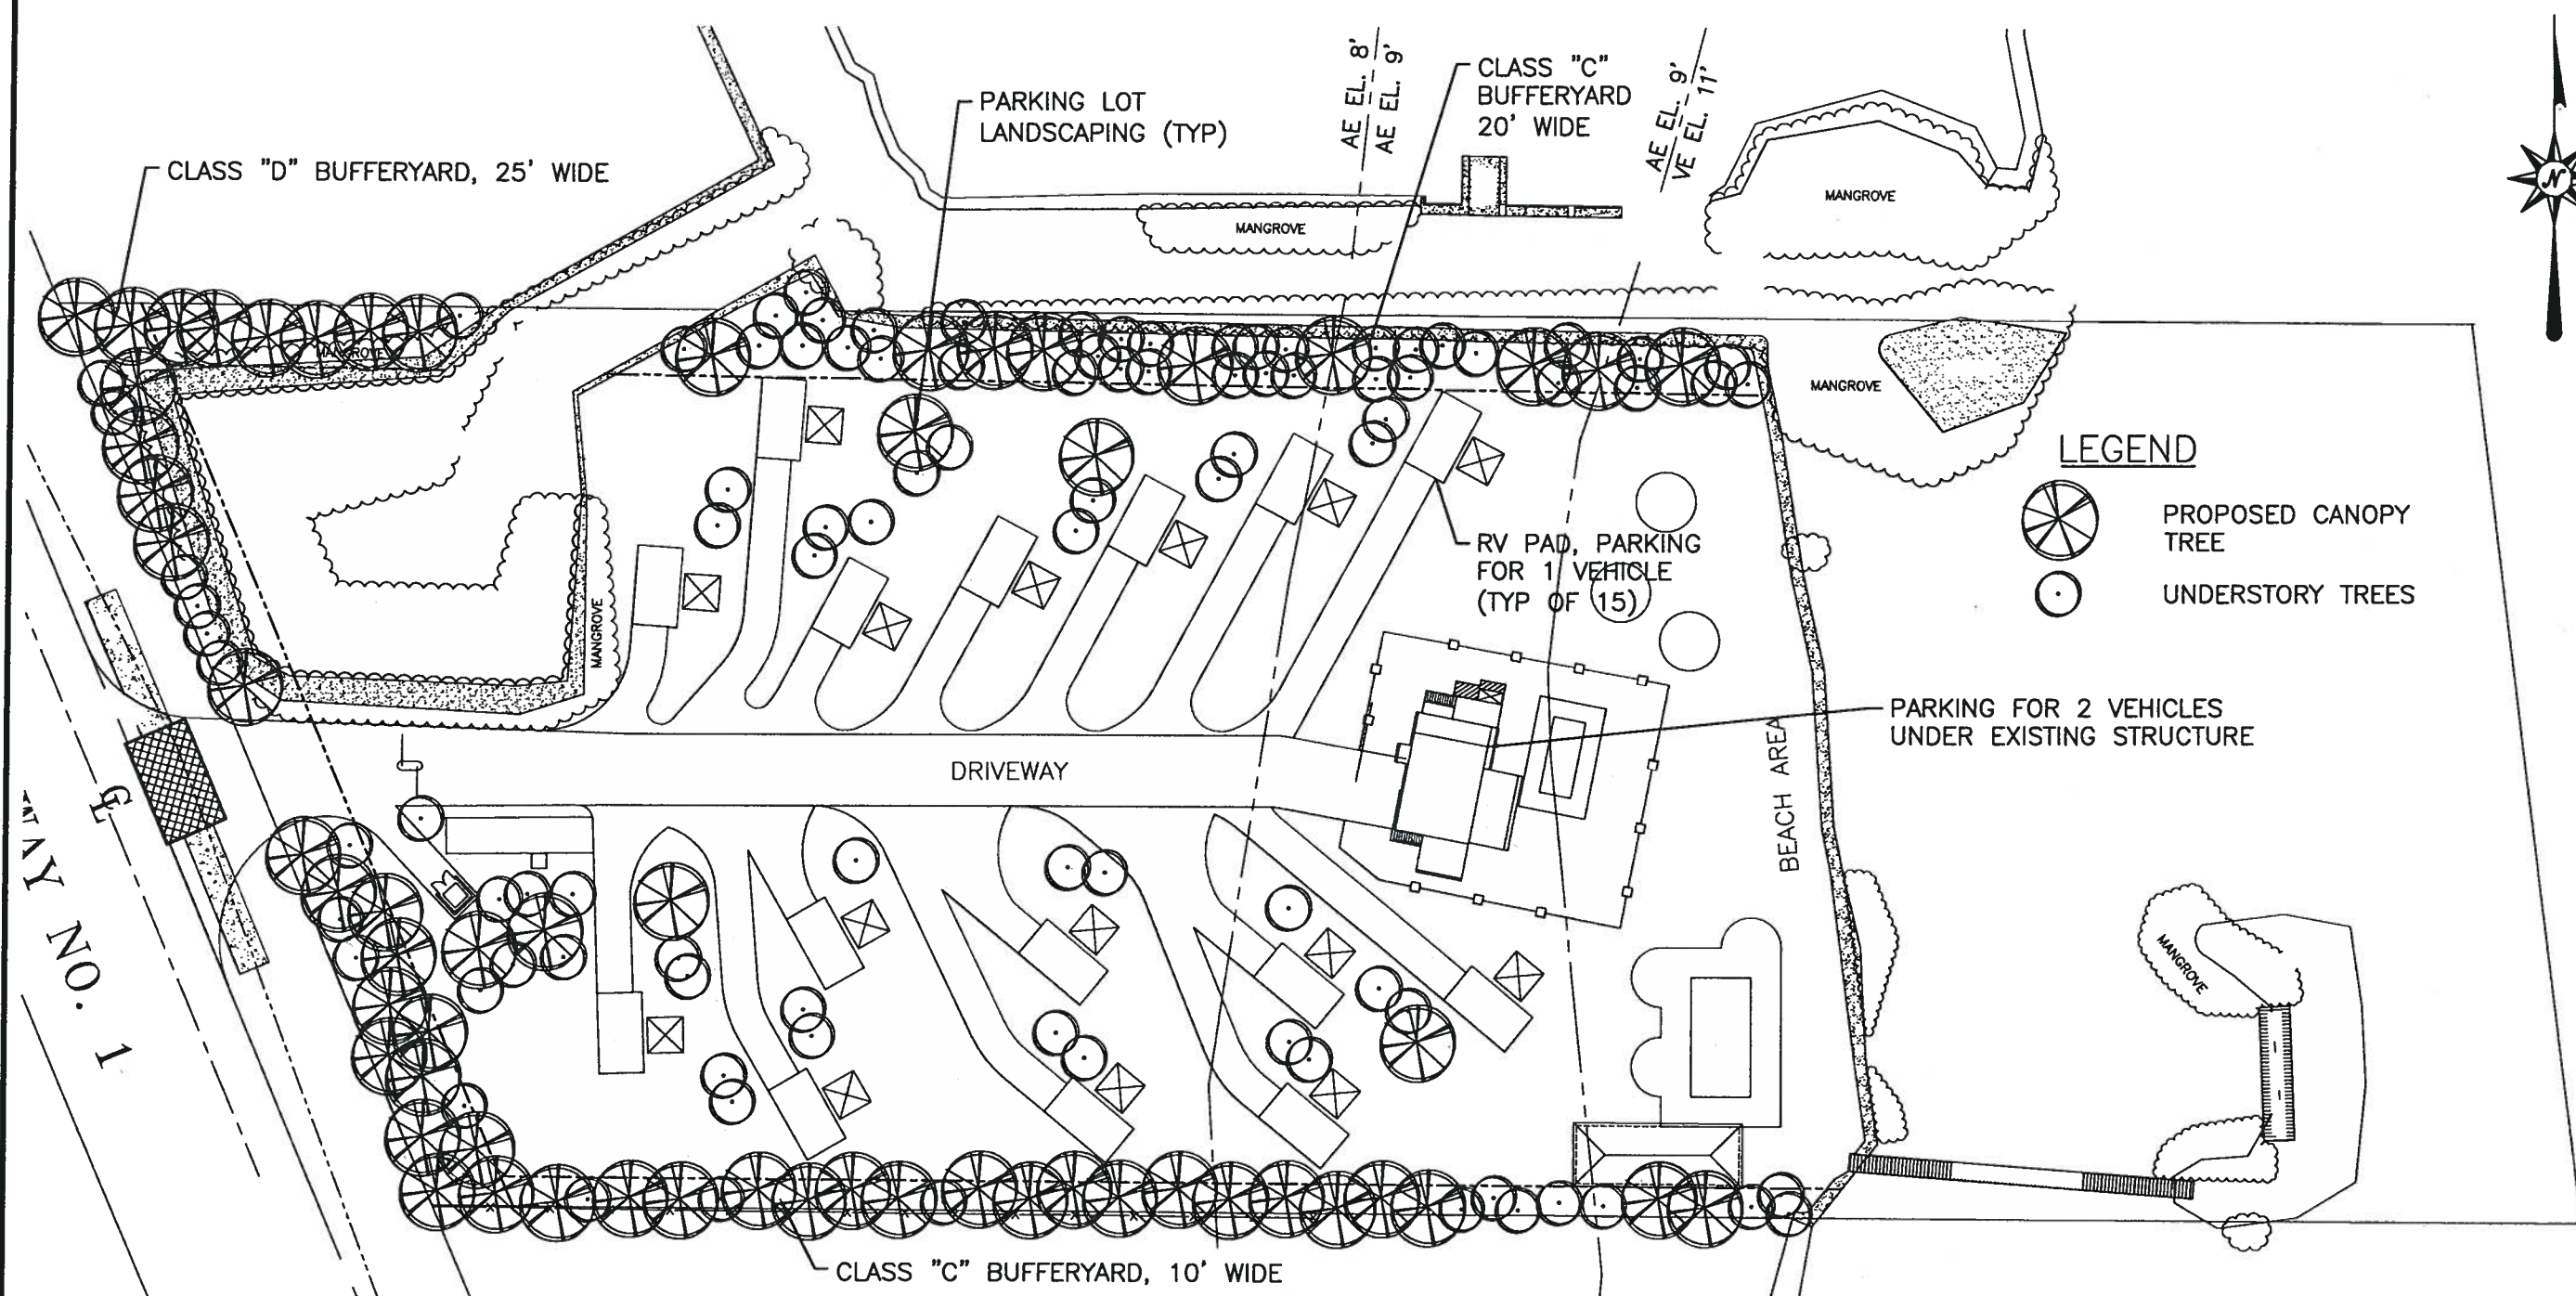 AE EL. 8'
AE EL. 9'
CLASS "C"
BUFFERYARD
20' WIDE
AE EL. 9'
VE EL. 11'
PARKING LOT
LANDSCAPING (TYP)
CLASS "D" BUFFERYARD, 25' WIDE
MANGROVE
MANGROVE
N
MANGROVE
MANGROVE
LEGEND
PROPOSED CANOPY
TREE
UNDERSTORY TREES
RV PAD, PARKING
FOR 1 VEHICLE
(TYP OF 15)
MANGROVE
PARKING FOR 2 VEHICLES
UNDER EXISTING STRUCTURE
DRIVEWAY
BEACH AREA
NO. 1
MANGROVE
CLASS "C" BUFFERYARD, 10' WIDE